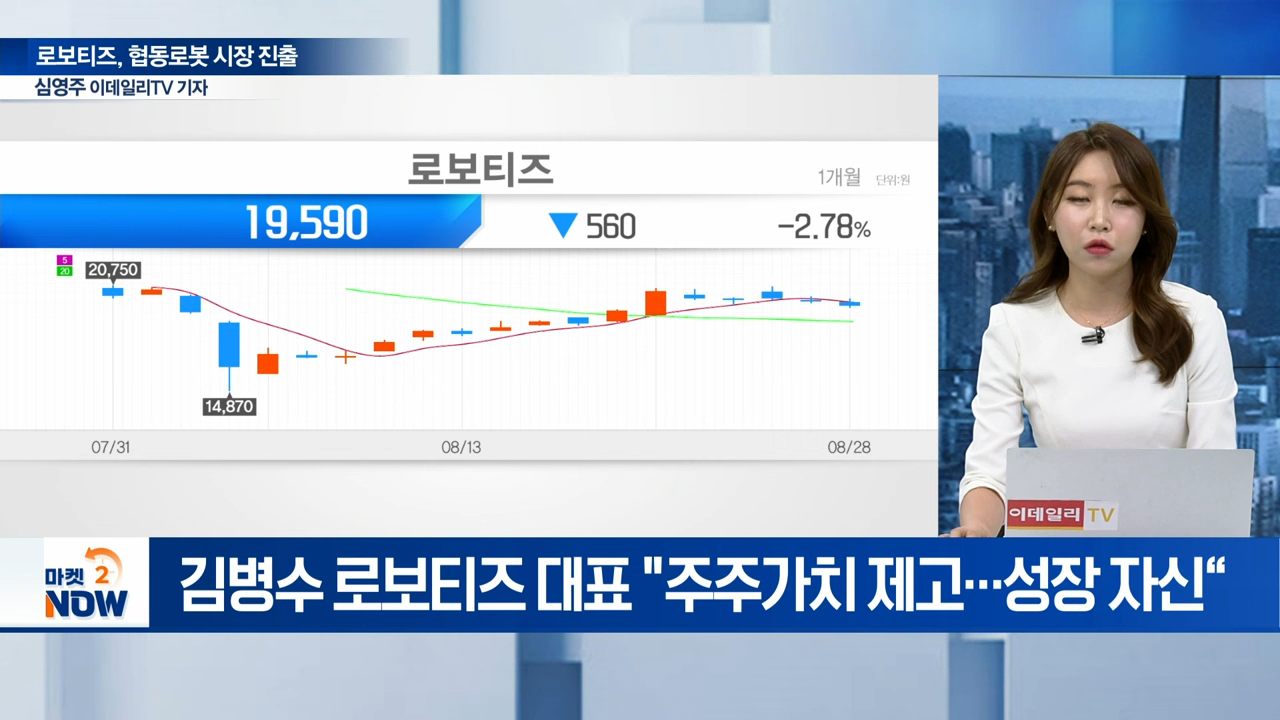 로보티즈, 협동로봇 시장 진출
심영주 이데일리TV 기자
로보티즈
1개월 단위:원
19,590 ▼ 560 -2.78%
5
20
20,750
14,870
07/31 08/13 08/28
이데일리TV
마켓 2
NOW
김병수 로보티즈 대표 "주주가치 제고…성장 자신“